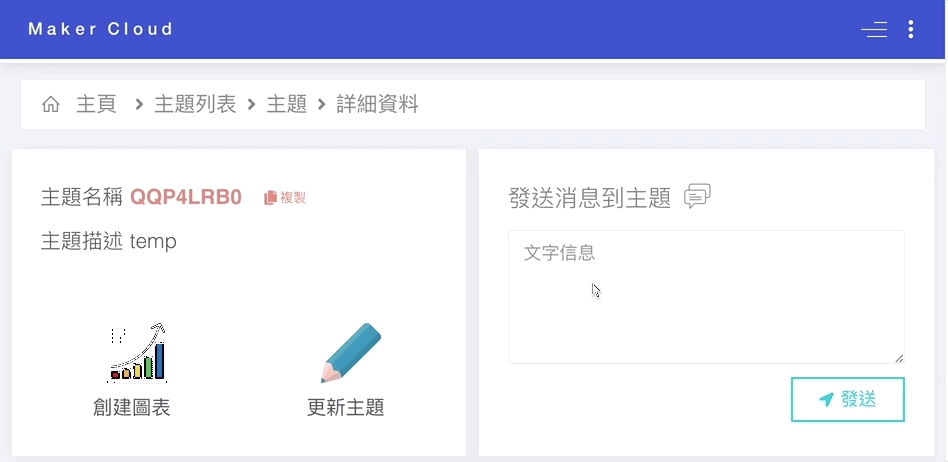 Maker Cloud
主頁 > 主題列表 > 主題 > 詳細資料
主題名稱 QQP4LRB0 複製
主題描述 temp
創建圖表
更新主題
發送消息到主題
文字信息
發送